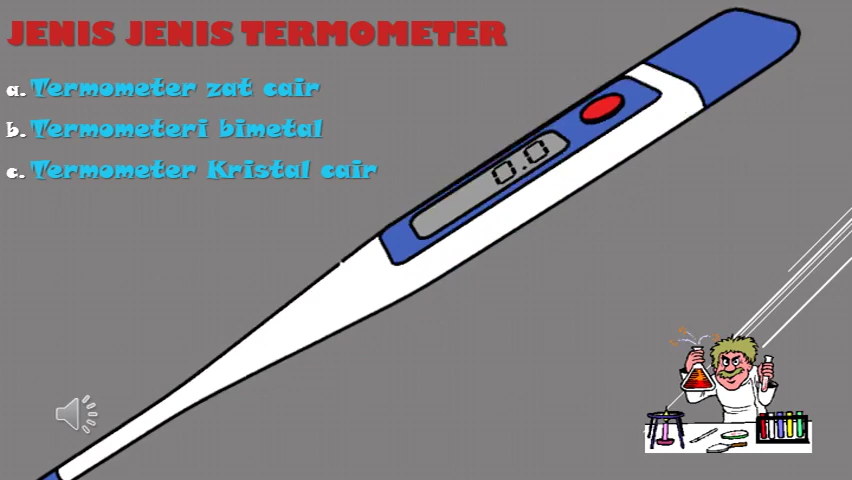 JENIS JENIS TERMOMETER
a. Termometer zat cair
b. Termometeri bimetal
c. Termometer Kristal cair
0.0